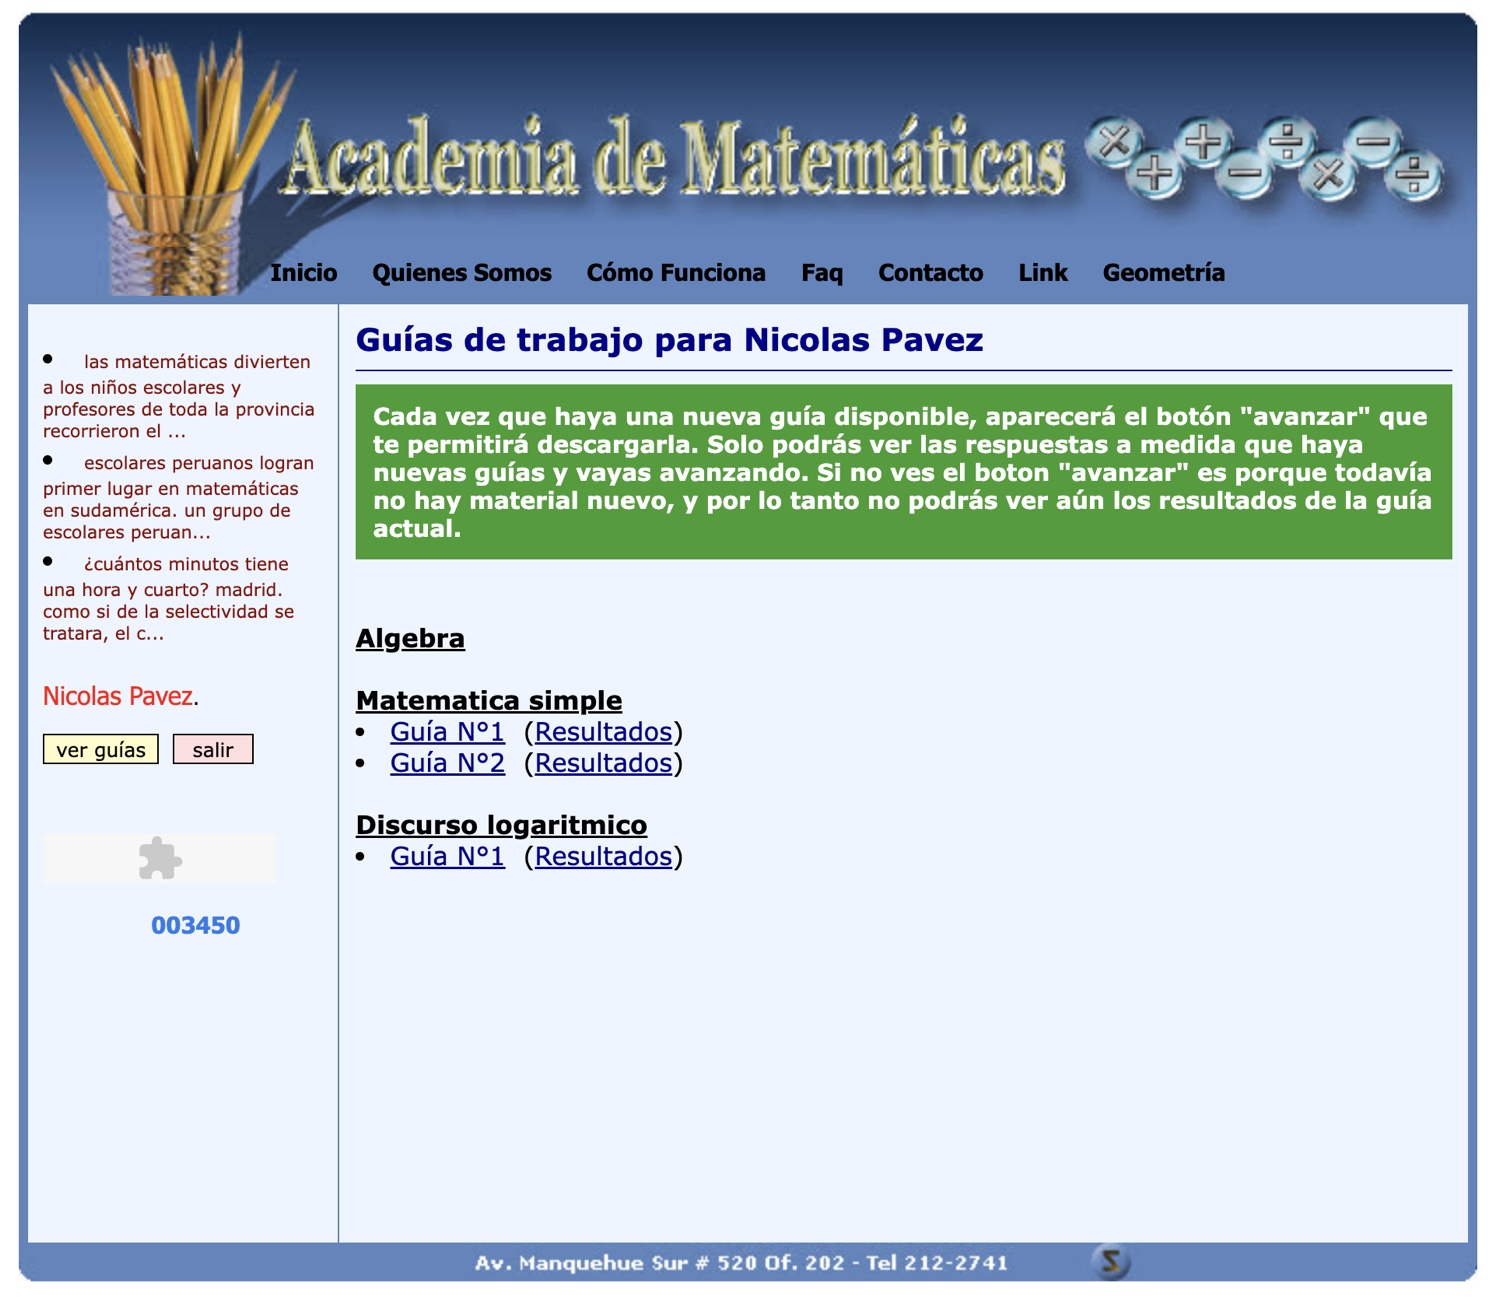 Academia de Matemáticas
Inicio Quienes Somos Cómo Funciona Faq Contacto Link Geometría
las matemáticas divierten
a los niños escolares y
profesores de toda la provincia
recorrieron el ...
escolares peruanos logran
primer lugar en matemáticas
en sudamérica. un grupo de
escolares peruan...
¿cuántos minutos tiene
una hora y cuarto? madrid.
como si de la selectividad se
tratara, el c...
Nicolas Pavez.
ver guías salir
003450
Guías de trabajo para Nicolas Pavez
Cada vez que haya una nueva guía disponible, aparecerá el botón "avanzar" que
te permitirá descargarla. Solo podrás ver las respuestas a medida que haya
nuevas guías y vayas avanzando. Si no ves el boton "avanzar" es porque todavía
no hay material nuevo, y por lo tanto no podrás ver aún los resultados de la guía
actual.
Algebra
Matematica simple
Guía N°1 (Resultados)
Guía N°2 (Resultados)
Discurso logaritmico
Guía N°1 (Resultados)
Av. Manquehue Sur # 520 Of. 202 - Tel 212-2741